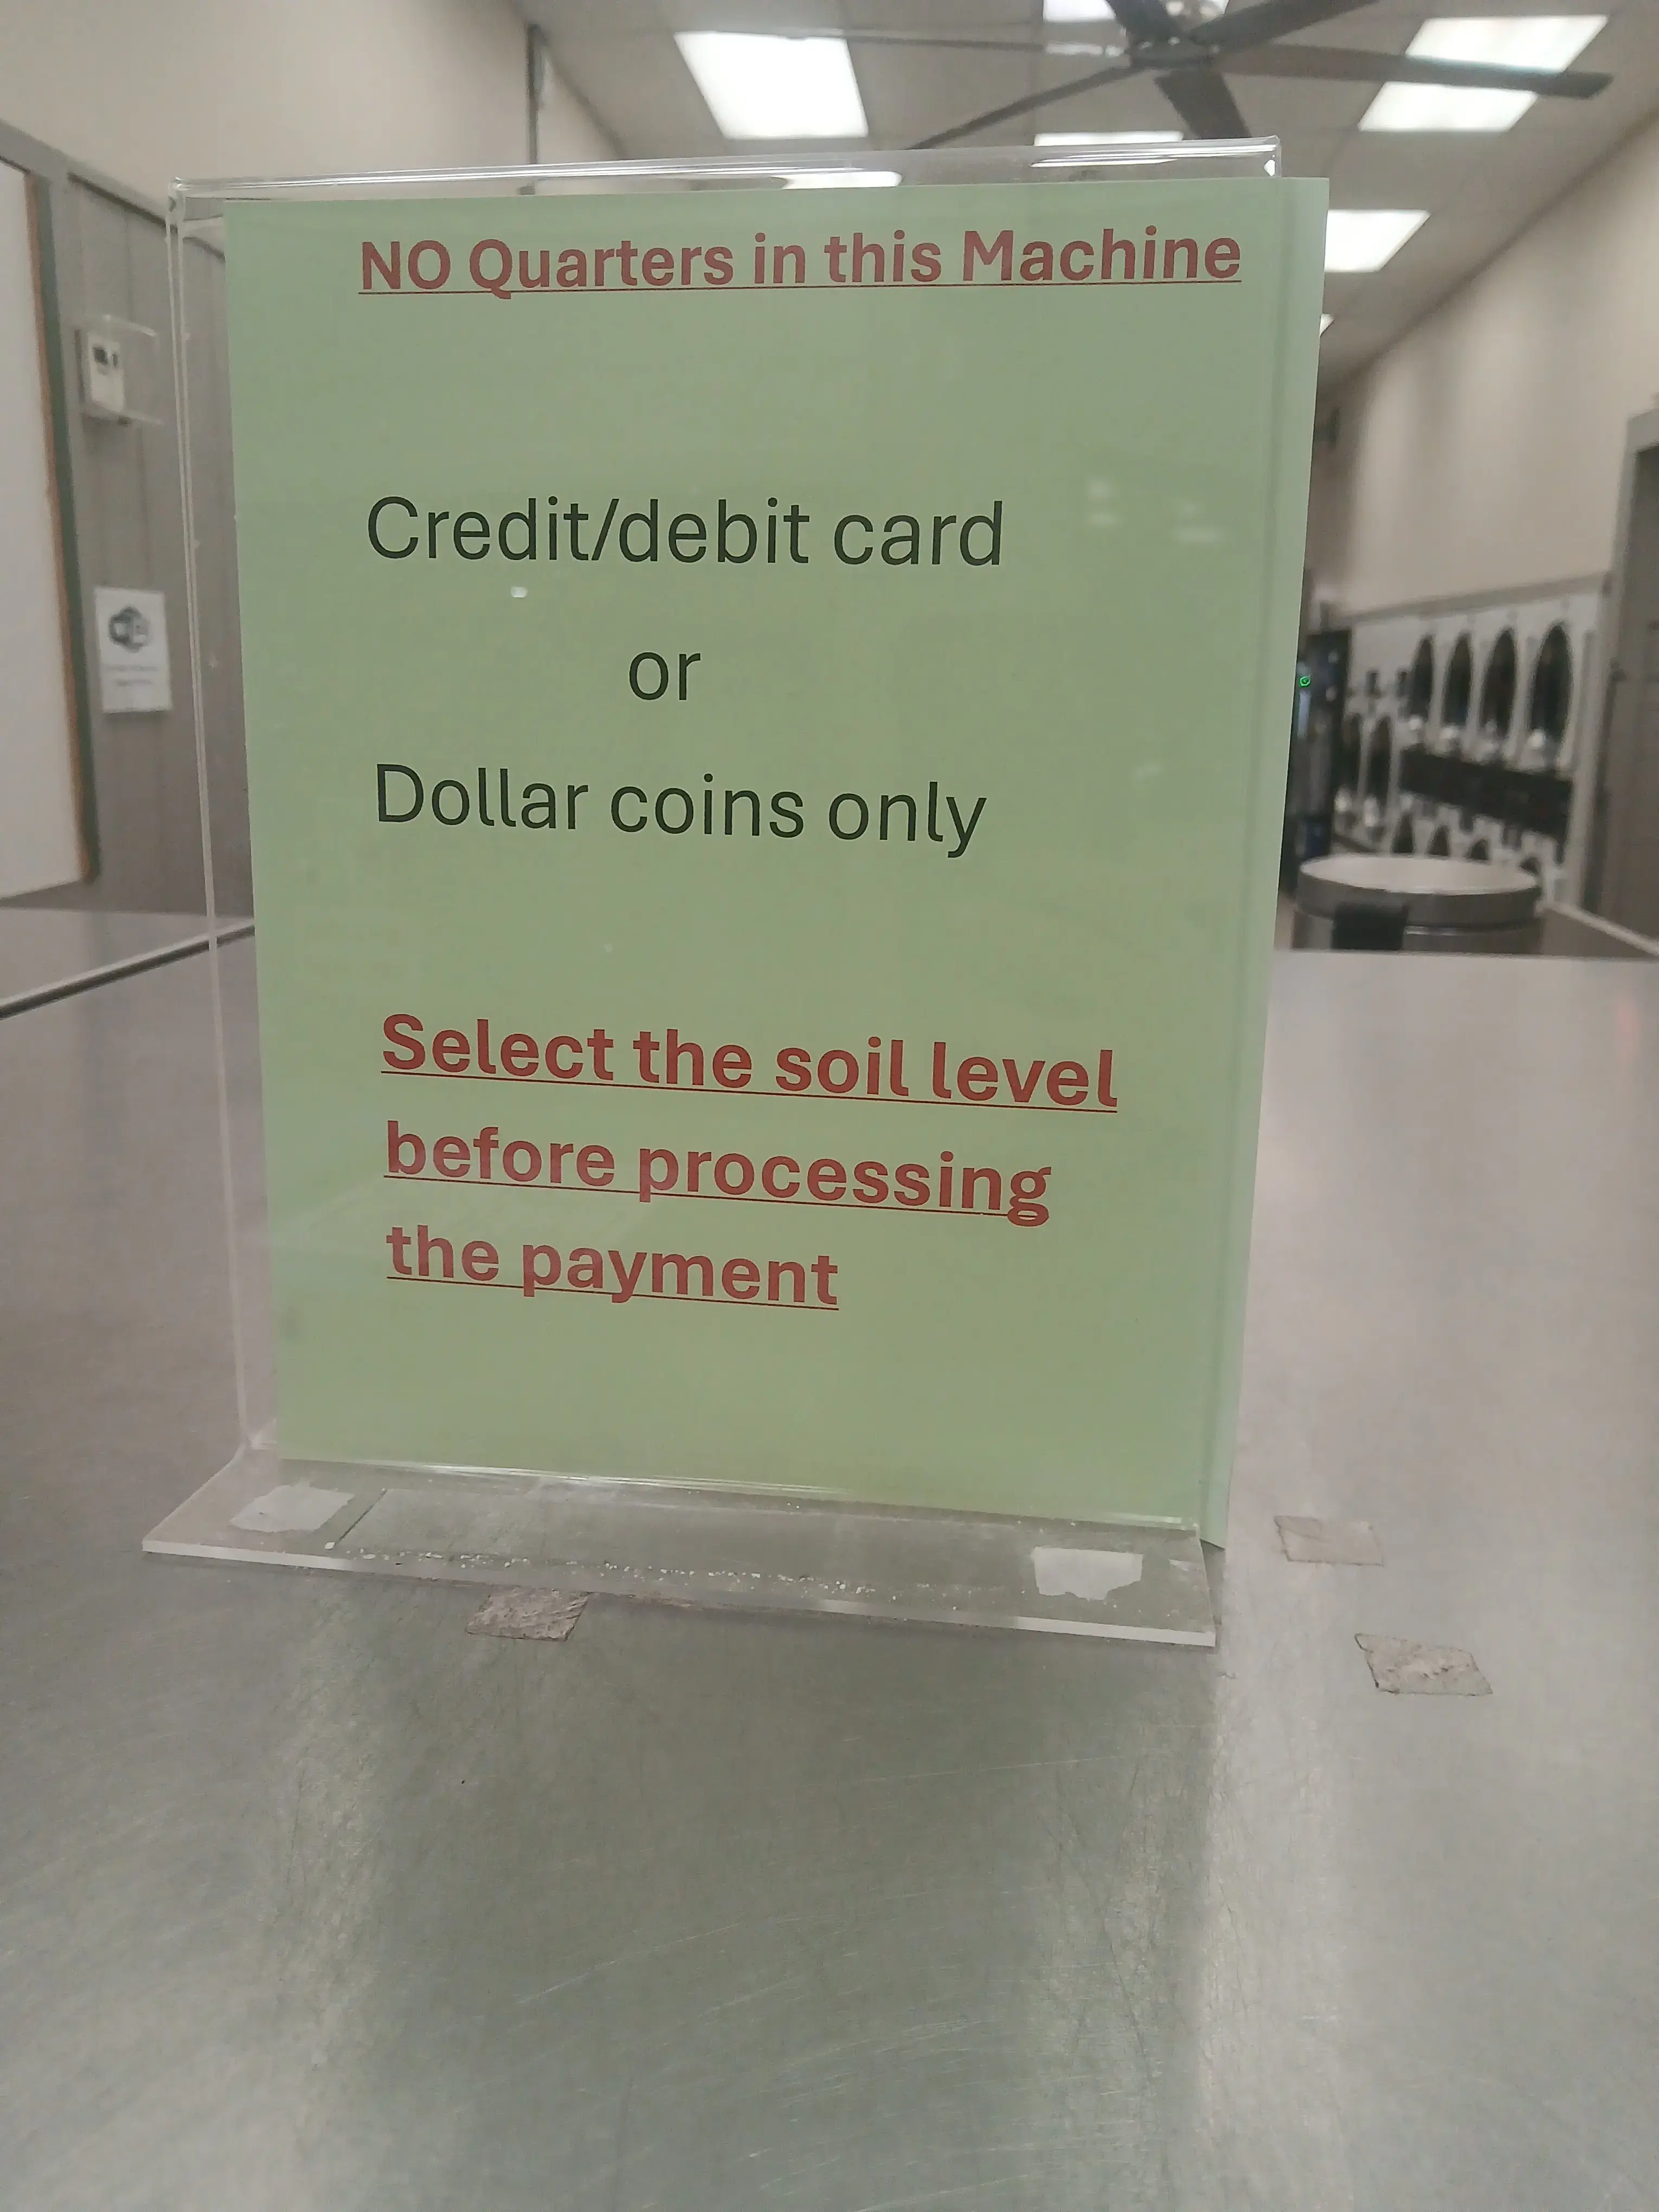 NO Quarters in this Machine
Credit/debit card
or
Dollar coins only
Select the soil level
before processing
the payment